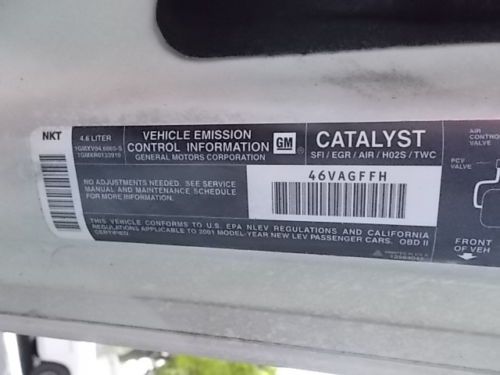 NKT
4.6 LITER
VEHICLE EMISSION
CONTROL INFORMATION
GENERAL MOTORS CORPORATION
GM
CATALYST
SFI / EGR / AIR / HO2S / TWC
NO ADJUSTMENTS NEEDED. SEE SERVICE
MANUAL AND MAINTENANCE SCHEDULE
FOR MORE INFORMATION.
46VAGFFH
THIS VEHICLE CONFORMS TO U.S. EPA NLEV REGULATIONS AND CALIFORNIA
REGULATIONS APPLICABLE TO 2001 MODEL-YEAR NEW LEV PASSENGER CARS. OBD II
CERTIFIED.
AIR
CONTRO
VALVE
PCV
VALVE
FRONT
OF VEH